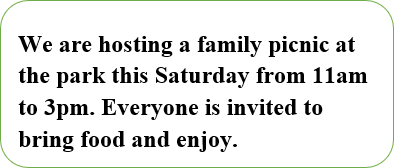 We are hosting a family picnic at
the park this Saturday from 11am
to 3pm. Everyone is invited to
bring food and enjoy.